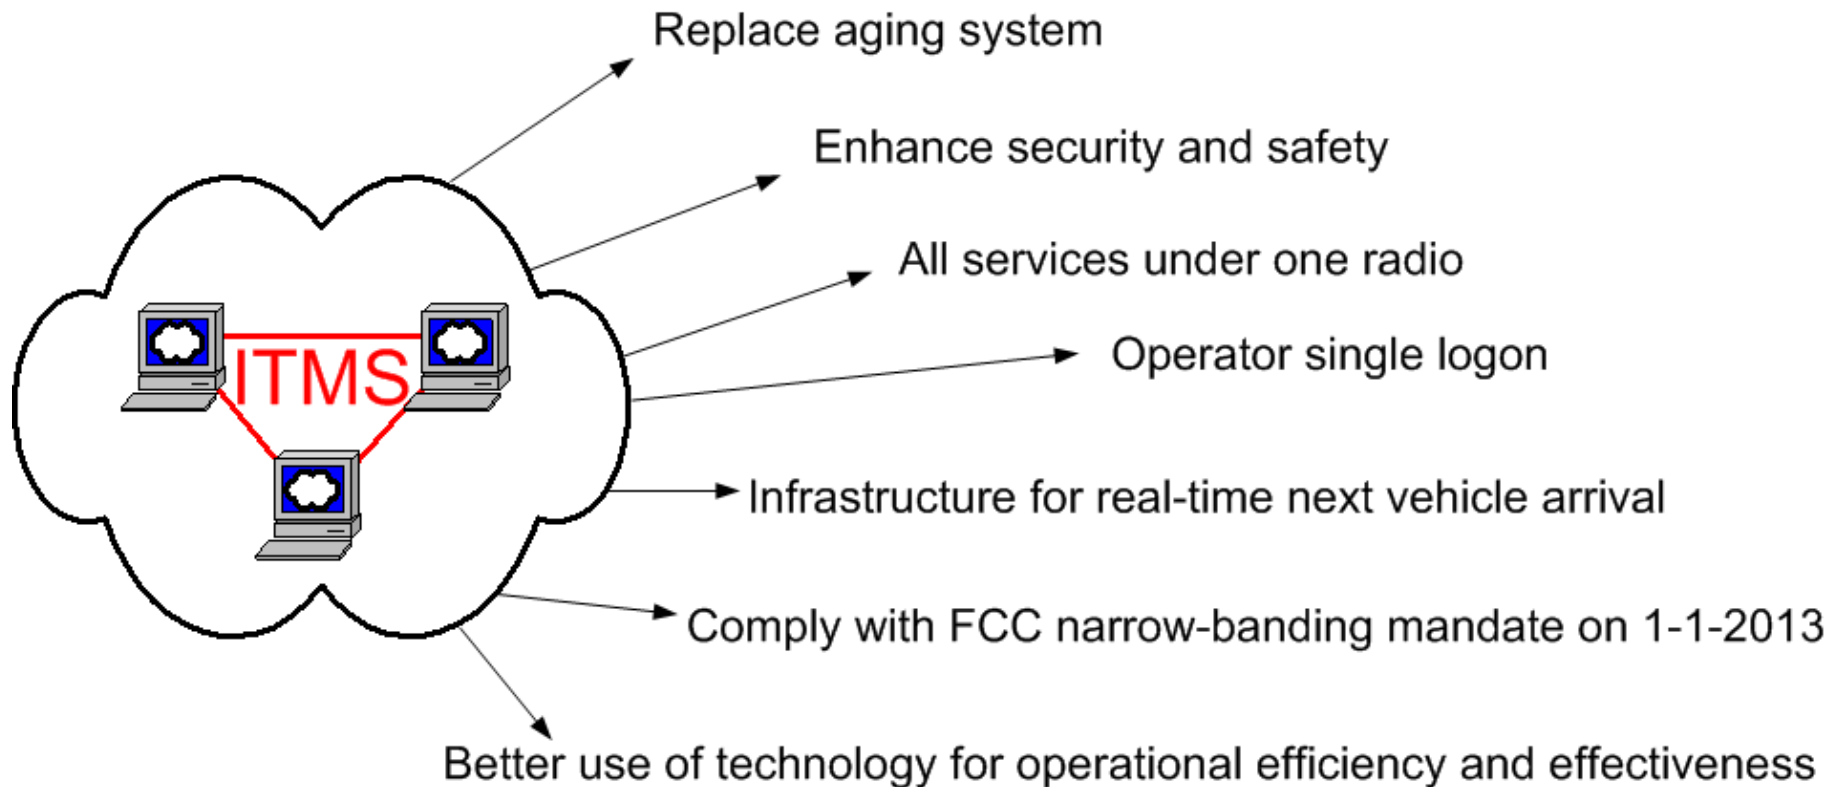 Replace aging system
Enhance security and safety
All services under one radio
Operator single logon
ITMS
Infrastructure for real-time next vehicle arrival
Comply with FCC narrow-banding mandate on 1-1-2013
Better use of technology for operational efficiency and effectiveness